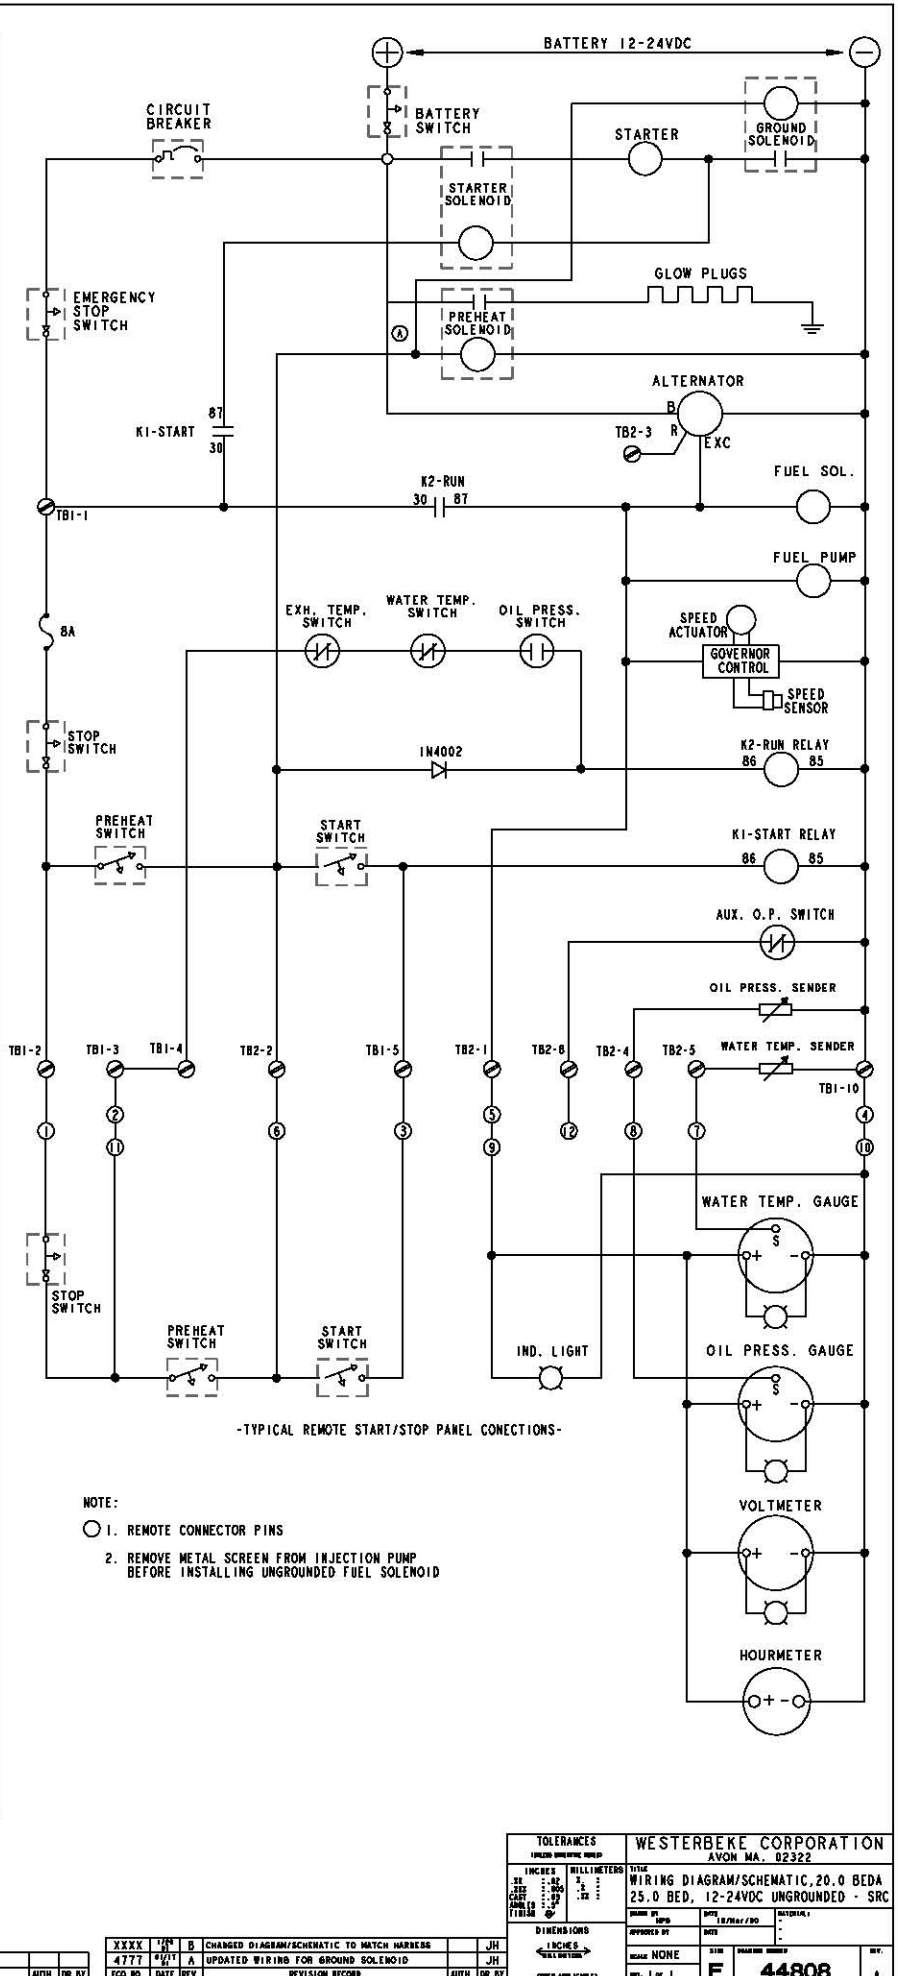 BATTERY 12-24VDC
CIRCUIT
BREAKER
BATTERY
SWITCH
STARTER
GROUND
SOLENOID
STARTER
SOLENOID
GLOW PLUGS
EMERGENCY
STOP
SWITCH
PREHEAT
SOLENOID
A
ALTERNATOR
B
R
EXC
TB2-3
87
K1-START
30
FUEL SOL.
K2-RUN
30 87
TB1-1
FUEL PUMP
8A
EXH. TEMP.
SWITCH
WATER TEMP.
SWITCH
OIL PRESS.
SWITCH
SPEED
ACTUATOR
GOVERNOR
CONTROL
SPEED
SENSOR
STOP
SWITCH
1N4002
K2-RUN RELAY
86 85
PREHEAT
SWITCH
START
SWITCH
K1-START RELAY
86 85
AUX. O.P. SWITCH
OIL PRESS. SENDER
WATER TEMP. SENDER
TB1-2 TB1-3 TB1-4 TB2-2 TB1-5 TB2-1 TB2-8 TB2-4 TB2-5
TB1-10
2 5 4
1 6 3 12 8 7
11 9 10
WATER TEMP. GAUGE
S
+ -
STOP
SWITCH
PREHEAT
SWITCH
START
SWITCH
IND. LIGHT
OIL PRESS. GAUGE
S
+ -
-TYPICAL REMOTE START/STOP PANEL CONECTIONS-
NOTE:
1. REMOTE CONNECTOR PINS
2. REMOVE METAL SCREEN FROM INJECTION PUMP
BEFORE INSTALLING UNGROUNDED FUEL SOLENOID
VOLTMETER
+ -
HOURMETER
+ -
TOLERANCES
INCHES MILLIMETERS
DIMENSIONS
INCHES
WESTERBEKE CORPORATION
AVON MA. 02322
TITLE
WIRING DIAGRAM/SCHEMATIC,20.0 BEDA
25.0 BED, 12-24VDC UNGROUNDED - SRC
NONE
44808
XXXX B CHANGED DIAGRAM/SCHEMATIC TO MATCH HARNESS JH
4777 A UPDATED WIRING FOR GROUND SOLENOID JH
ECO NO DATE REV REVISION RECORD AUTH DR BY